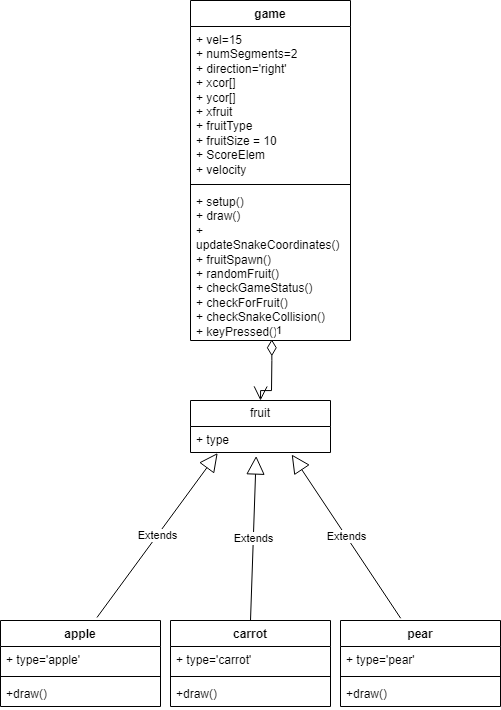 game
+ vel=15
+ numSegments=2
+ direction='right'
+ xcor[]
+ ycor[]
+ xfruit
+ fruitType
+ fruitSize = 10
+ ScoreElem
+ velocity
+ setup()
+ draw()
+
updateSnakeCoordinates()
+ fruitSpawn()
+ randomFruit()
+ checkGameStatus()
+ checkForFruit()
+ checkSnakeCollision()
+ keyPressed()
1
fruit
+ type
Extends
Extends
Extends
apple
+ type='apple'
+draw()
carrot
+ type='carrot'
+draw()
pear
+ type='pear'
+draw()